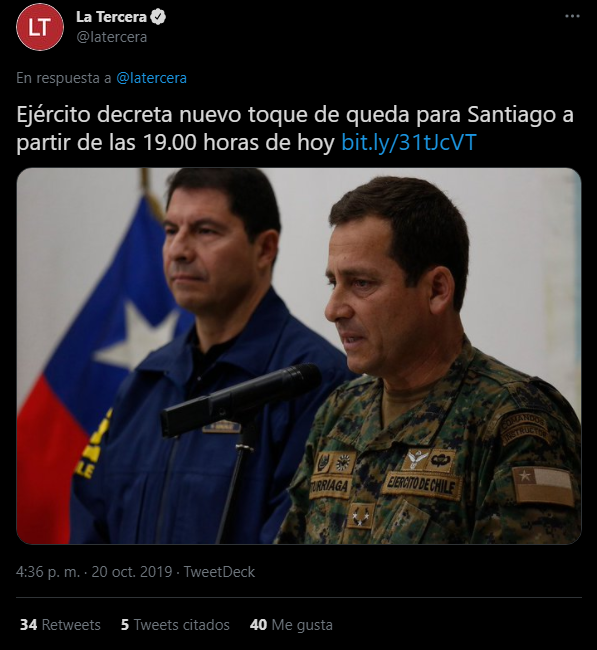 LT
La Tercera
@latercera
En respuesta a @latercera
Ejército decreta nuevo toque de queda para Santiago a
partir de las 19.00 horas de hoy bit.ly/31tJcVT
COMANDO
TURRIAGA
EJERCITO DE CHILE
4:36 p. m. · 20 oct. 2019 · TweetDeck
34 Retweets 5 Tweets citados 40 Me gusta